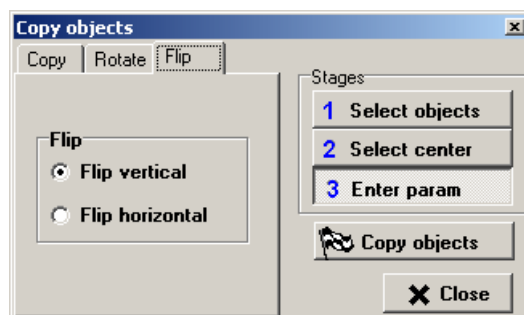 Copy objects
Copy Rotate Flip
Flip
Flip vertical
Flip horizontal
Stages
1 Select objects
2 Select center
3 Enter param
Copy objects
Close